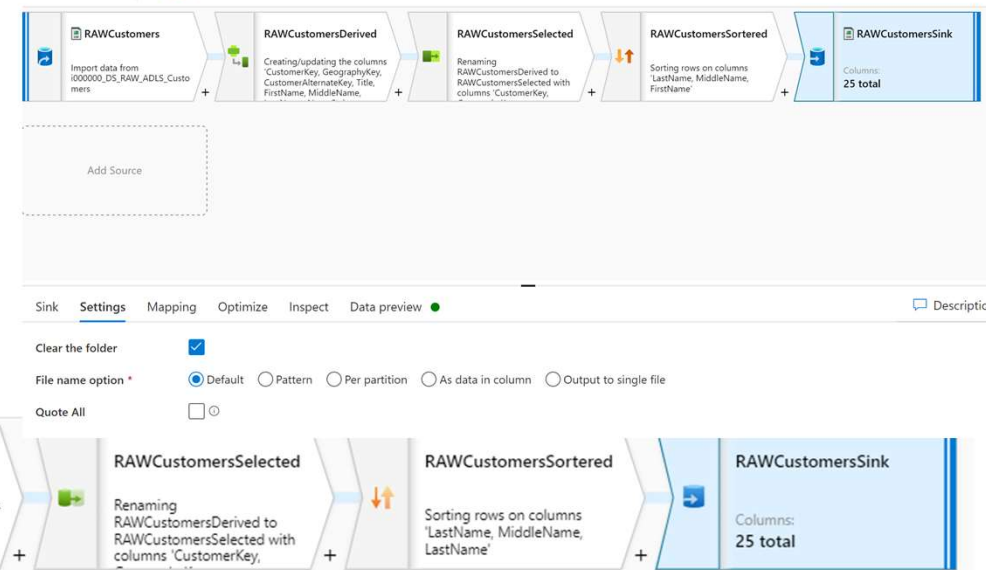 RAWCustomers
Import data from
i000000_DS_RAW_ADLS_Custo
mers
+
RAWCustomersDerived
Creating/updating the columns
'CustomerKey, GeographyKey,
CustomerAlternateKey, Title,
FirstName, MiddleName,
+
RAWCustomersSelected
Renaming
RAWCustomersDerived to
RAWCustomersSelected with
columns 'CustomerKey,
+
RAWCustomersSortered
Sorting rows on columns
'LastName, MiddleName,
FirstName'
+
RAWCustomersSink
Columns:
25 total
Add Source
Sink Settings Mapping Optimize Inspect Data preview Descriptio
Clear the folder
File name option * Default Pattern Per partition As data in column Output to single file
Quote All
+
RAWCustomersSelected
Renaming
RAWCustomersDerived to
RAWCustomersSelected with
columns 'CustomerKey,
+
RAWCustomersSortered
Sorting rows on columns
'LastName, MiddleName,
LastName'
+
RAWCustomersSink
Columns:
25 total